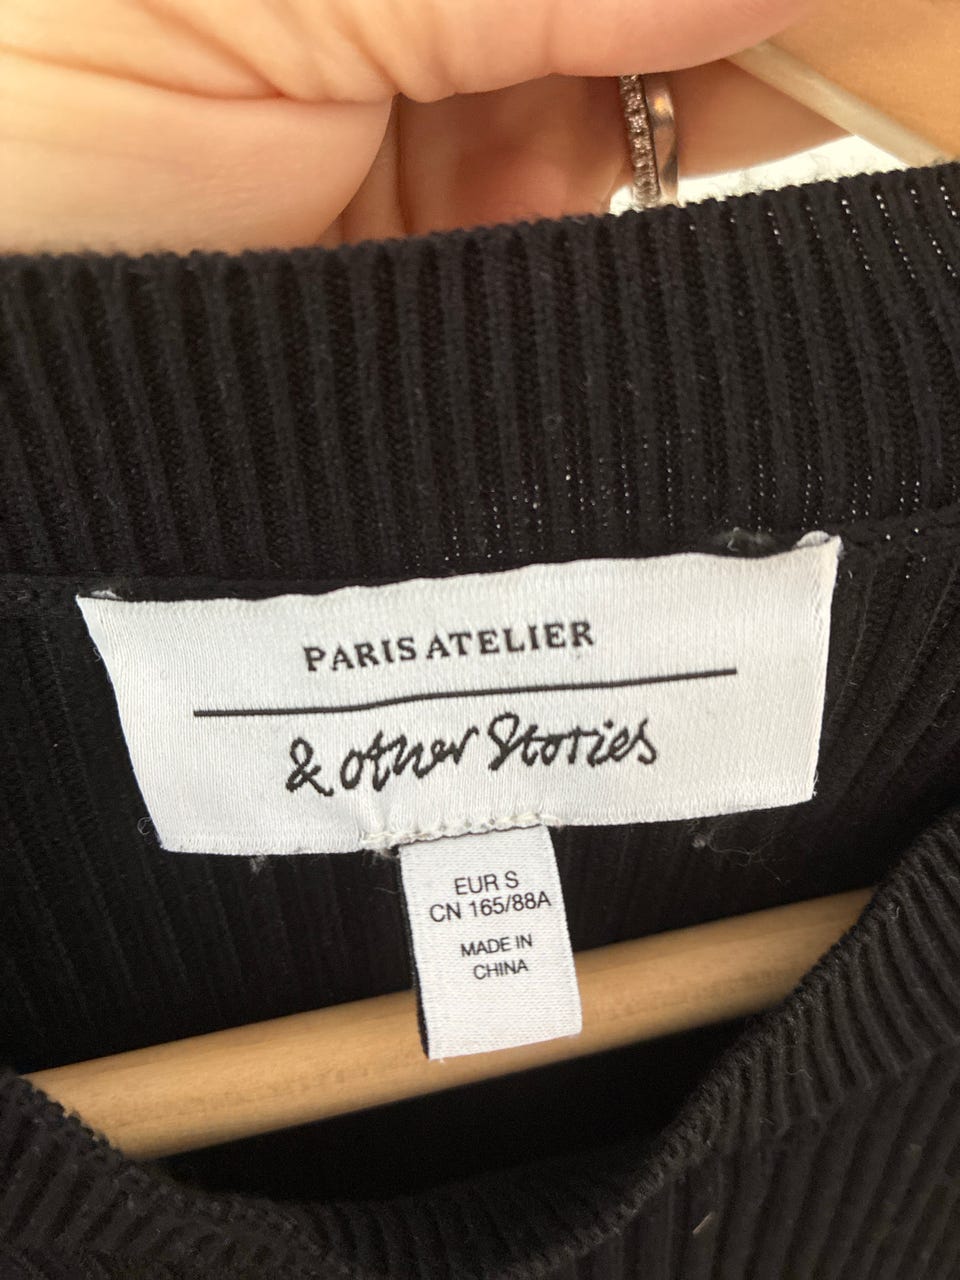 PARIS ATELIER
& other Stories
EUR S
CN 165/88A
MADE IN
CHINA